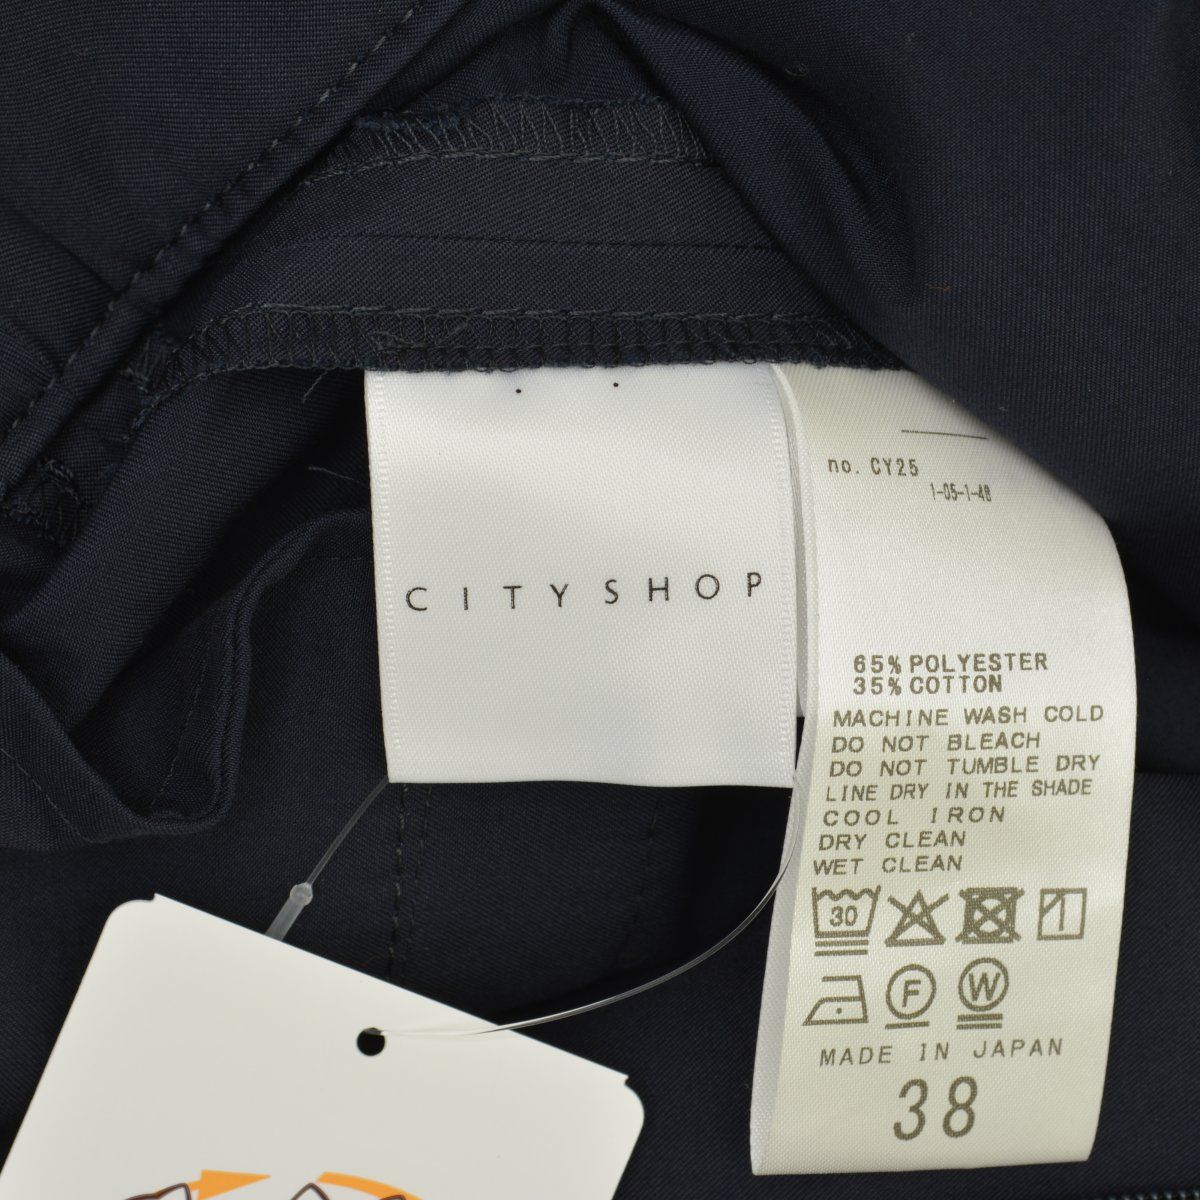 CITYSHOP
no. CY25
1-05-1-48
65% POLYESTER
35% COTTON
MACHINE WASH COLD
DO NOT BLEACH
DO NOT TUMBLE DRY
LINE DRY IN THE SHADE
COOL IRON
DRY CLEAN
WET CLEAN
30
F
W
MADE IN JAPAN
38